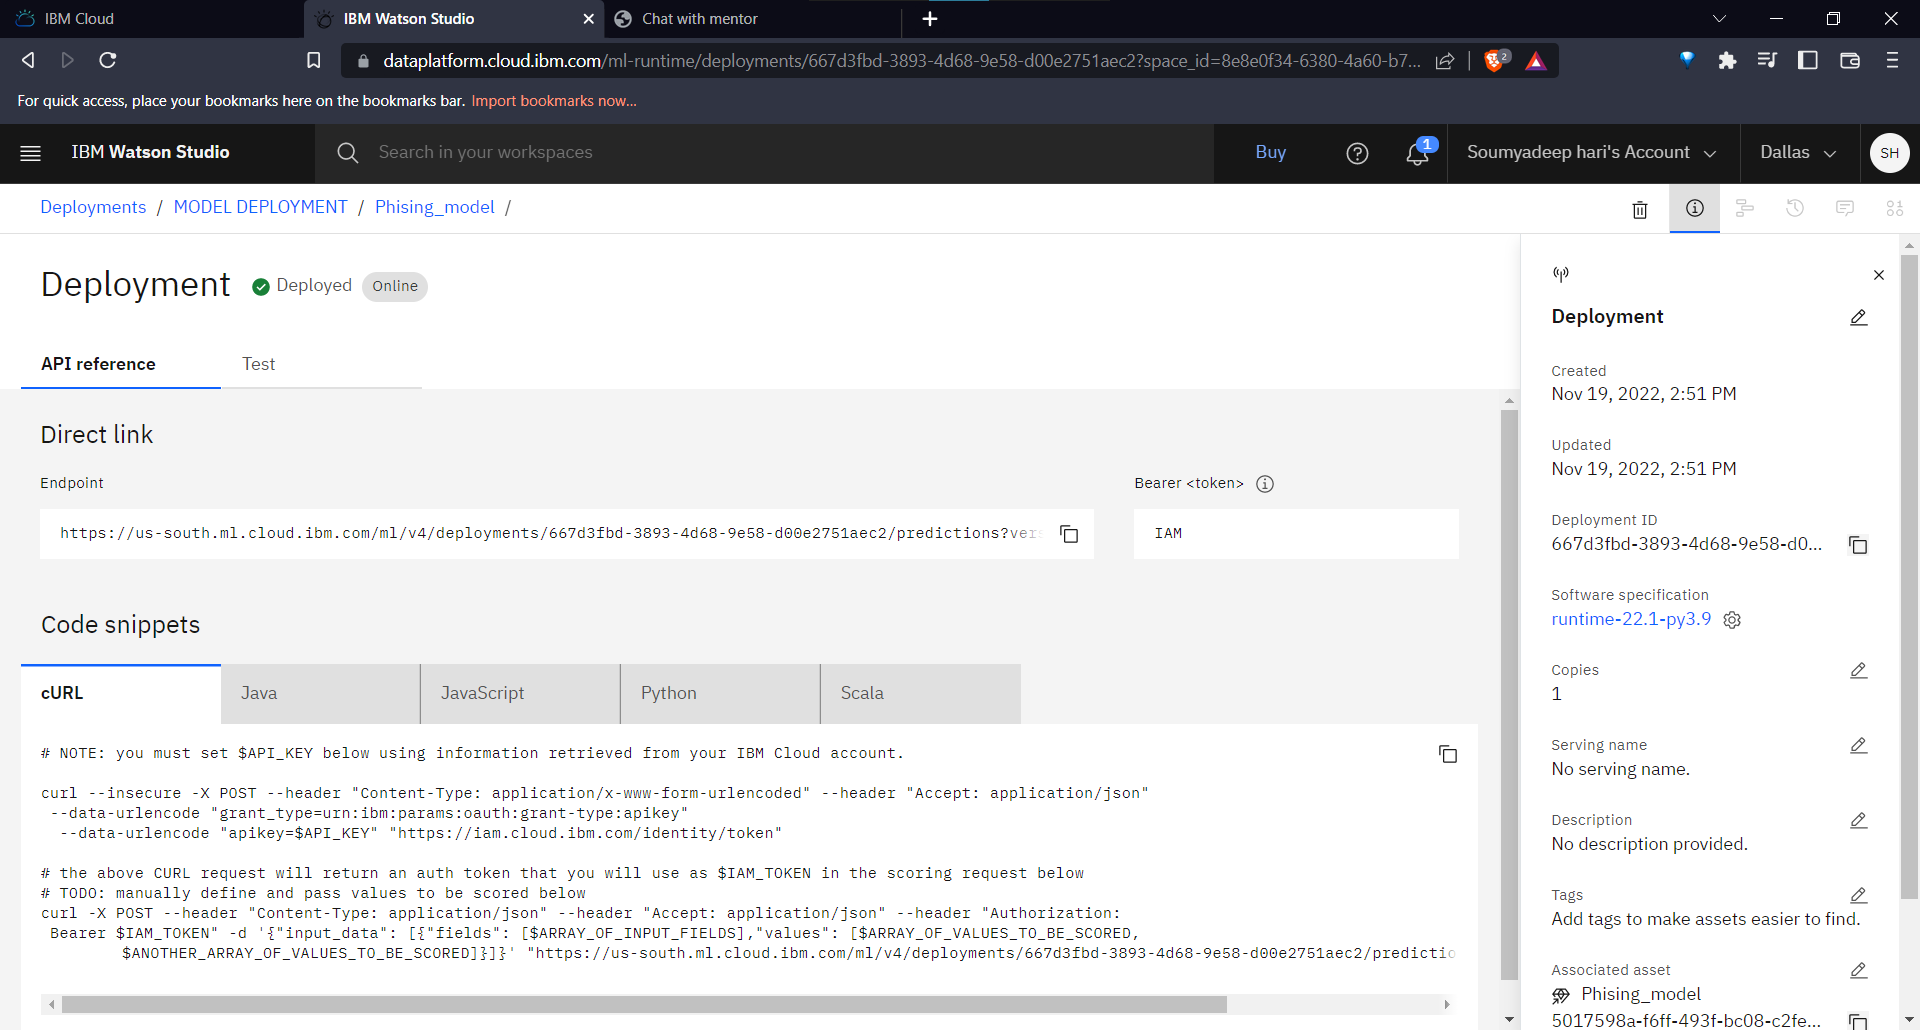 IBM Cloud
IBM Watson Studio
Chat with mentor
dataplatform.cloud.ibm.com/ml-runtime/deployments/667d3fbd-3893-4d68-9e58-d00e2751aec2?space_id=8e8e0f34-6380-4a60-b7...
2
For quick access, place your bookmarks here on the bookmarks bar. Import bookmarks now...
IBM Watson Studio
Search in your workspaces
Buy
1
Soumyadeep hari's Account
Dallas
SH
Deployments / MODEL DEPLOYMENT / Phising_model /
Deployment
Deployed
Online
API reference
Test
Direct link
Endpoint
https://us-south.ml.cloud.ibm.com/ml/v4/deployments/667d3fbd-3893-4d68-9e58-d00e2751aec2/predictions?vers
Bearer <token>
IAM
Code snippets
cURL
Java
JavaScript
Python
Scala
# NOTE: you must set $API_KEY below using information retrieved from your IBM Cloud account.
curl --insecure -X POST --header "Content-Type: application/x-www-form-urlencoded" --header "Accept: application/json"
--data-urlencode "grant_type=urn:ibm:params:oauth:grant-type:apikey"
--data-urlencode "apikey=$API_KEY" "https://iam.cloud.ibm.com/identity/token"
# the above CURL request will return an auth token that you will use as $IAM_TOKEN in the scoring request below
# TODO: manually define and pass values to be scored below
curl -X POST --header "Content-Type: application/json" --header "Accept: application/json" --header "Authorization:
Bearer $IAM_TOKEN" -d '{"input_data": [{"fields": [$ARRAY_OF_INPUT_FIELDS],"values": [$ARRAY_OF_VALUES_TO_BE_SCORED,
$ANOTHER_ARRAY_OF_VALUES_TO_BE_SCORED]}]}' "https://us-south.ml.cloud.ibm.com/ml/v4/deployments/667d3fbd-3893-4d68-9e58-d00e2751aec2/predictio
Deployment
Created
Nov 19, 2022, 2:51 PM
Updated
Nov 19, 2022, 2:51 PM
Deployment ID
667d3fbd-3893-4d68-9e58-d0...
Software specification
runtime-22.1-py3.9
Copies
1
Serving name
No serving name.
Description
No description provided.
Tags
Add tags to make assets easier to find.
Associated asset
Phising_model
5017598a-f6ff-493f-bc08-c2fe...